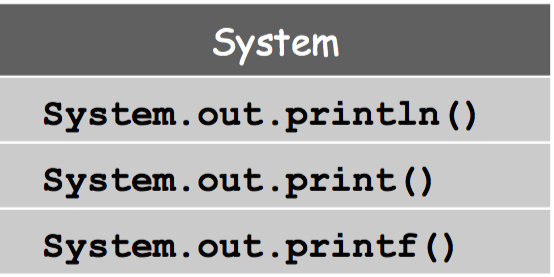 System
System.out.println()
System.out.print()
System.out.printf()